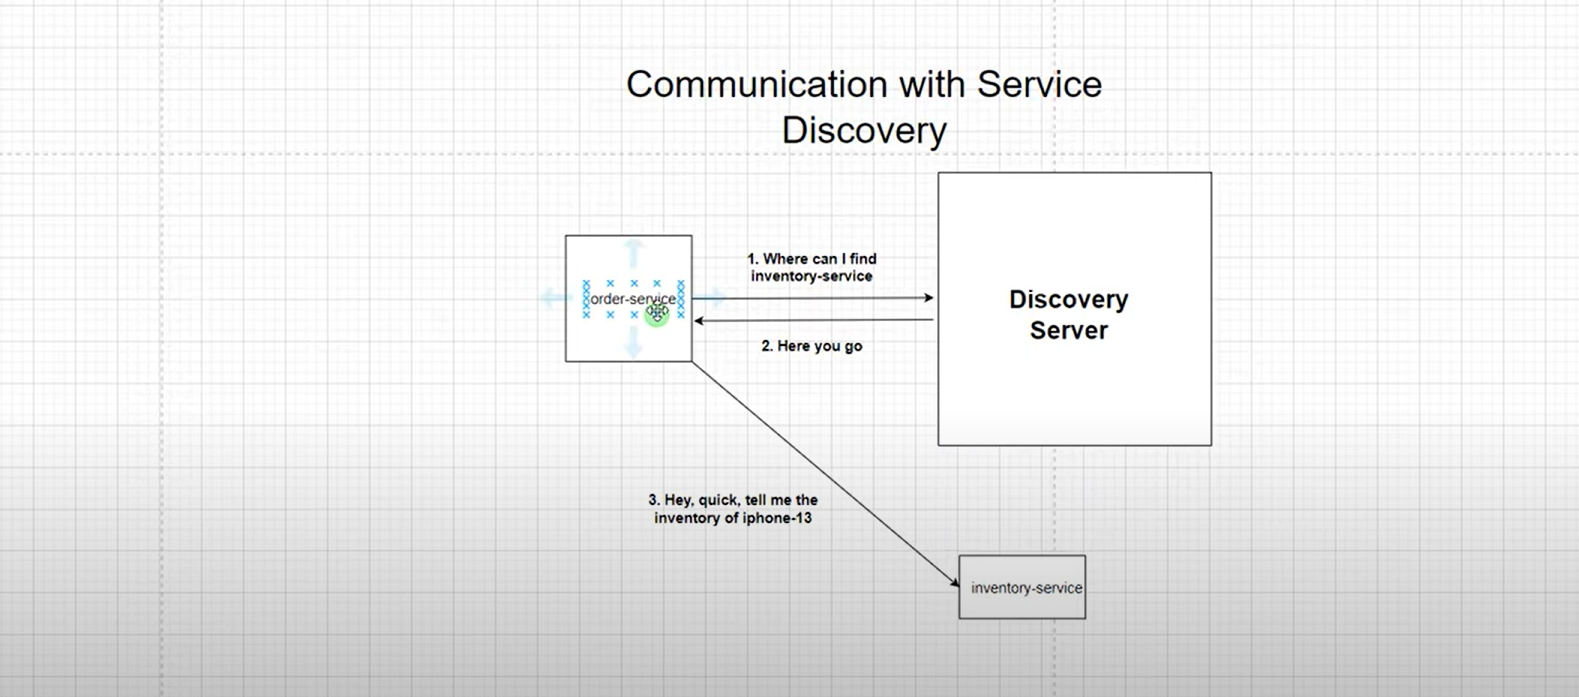 Communication with Service
Discovery
1. Where can I find
inventory-service
order-service
Discovery
Server
2. Here you go
3. Hey, quick, tell me the
inventory of iphone-13
inventory-service